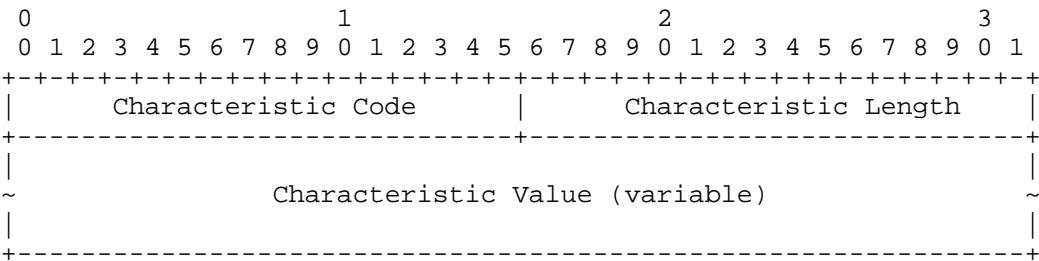 0                   1                   2                   3
 0 1 2 3 4 5 6 7 8 9 0 1 2 3 4 5 6 7 8 9 0 1 2 3 4 5 6 7 8 9 0 1
+-+-+-+-+-+-+-+-+-+-+-+-+-+-+-+-+-+-+-+-+-+-+-+-+-+-+-+-+-+-+-+-+
|      Characteristic Code      |      Characteristic Length    |
+-------------------------------+-------------------------------+
|                                                               |
~                Characteristic Value (variable)                ~
|                                                               |
+---------------------------------------------------------------+